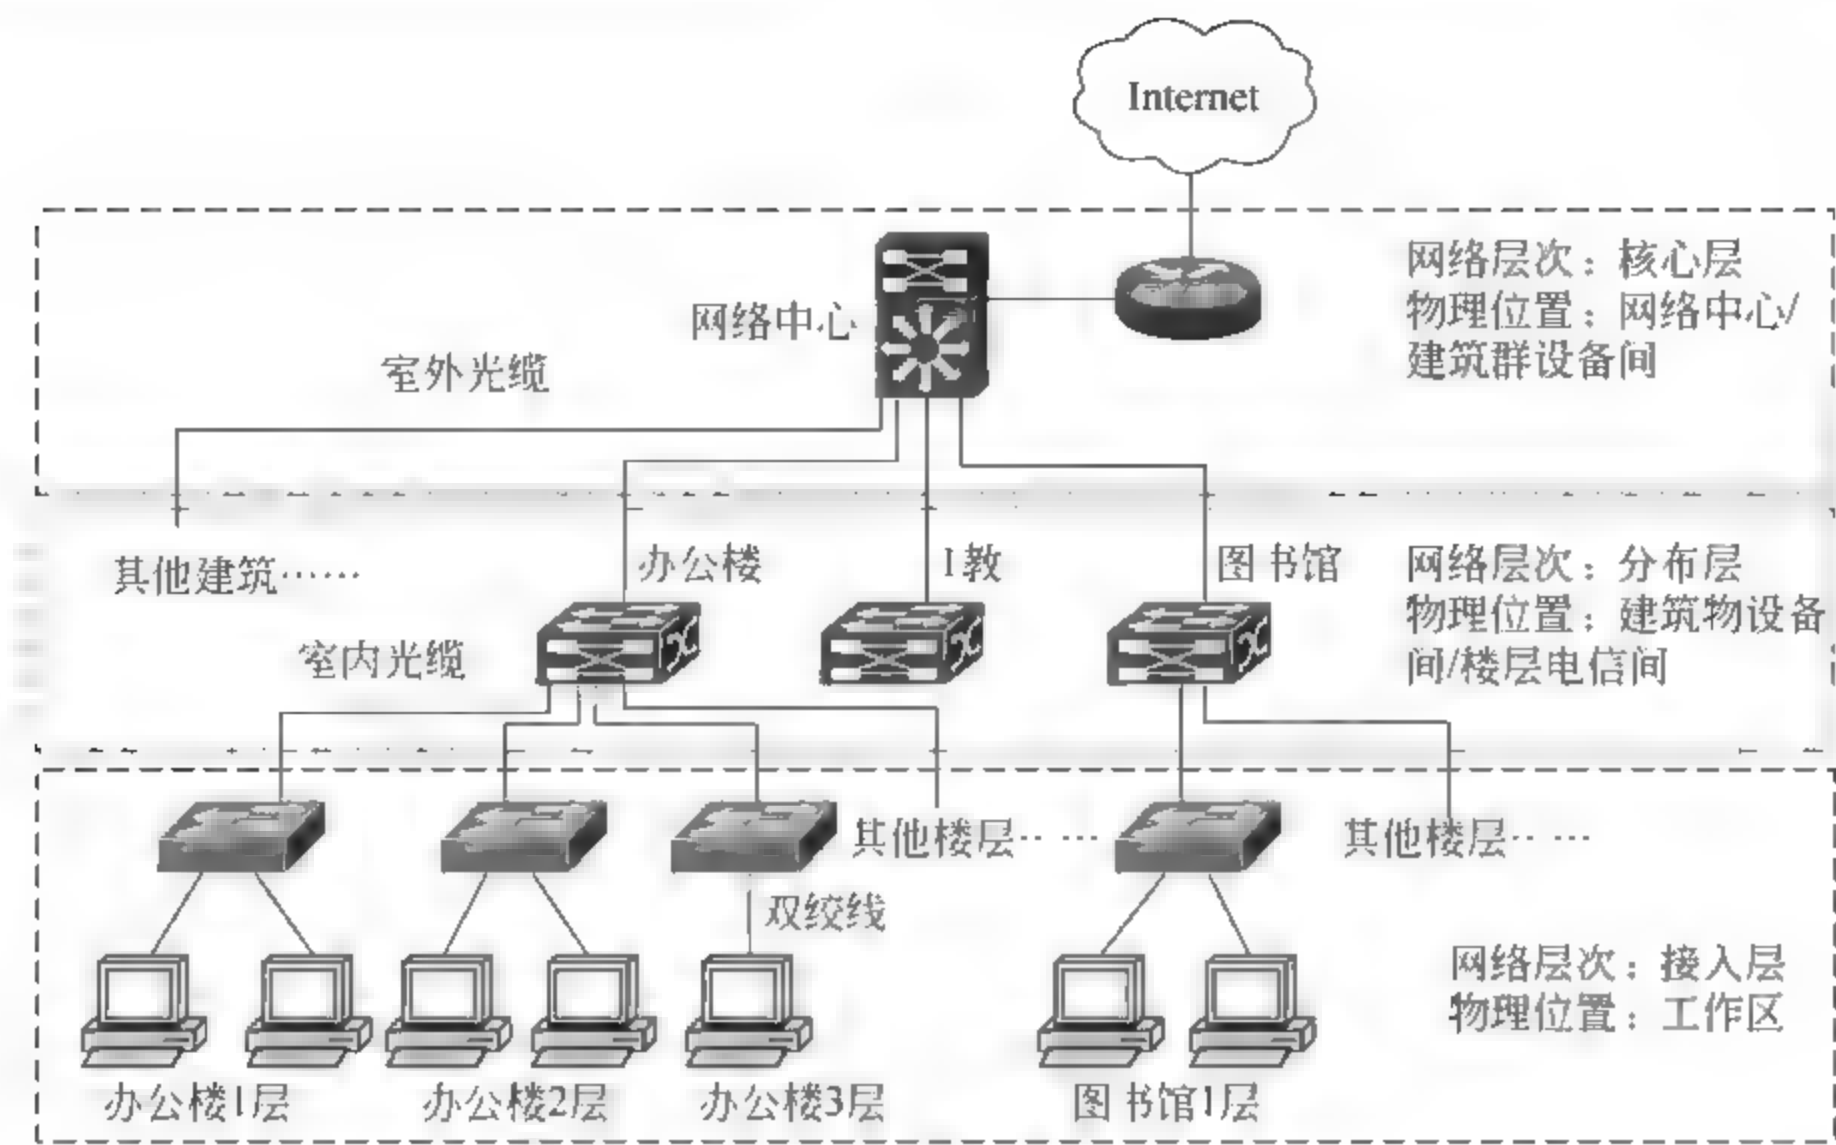 Internet
网络层次：核心层
物理位置：网络中心/
建筑群设备间
网络中心
室外光缆
其他建筑……
办公楼
1教
图书馆
网络层次：分布层
物理位置：建筑物设备
间/楼层电信间
室内光缆
其他楼层……
其他楼层……
双绞线
网络层次：接入层
物理位置：工作区
办公楼1层
办公楼2层
办公楼3层
图书馆1层